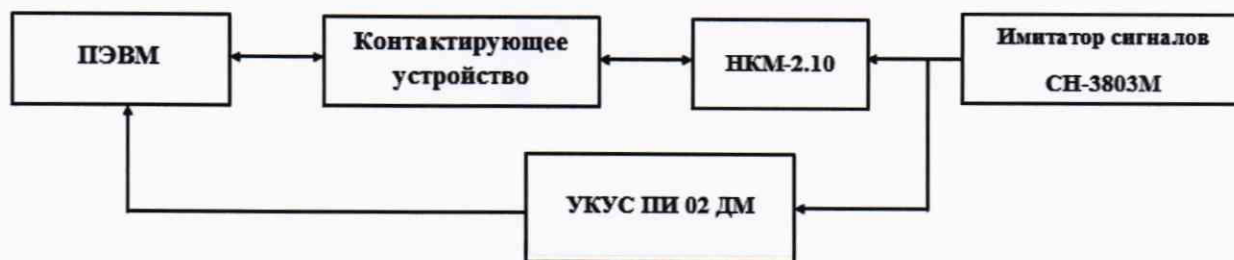 ПЭВМ
Контактирующее
устройство
НКМ-2.10
Имитатор сигналов
СН-3803М
УКУС ПИ 02 ДМ